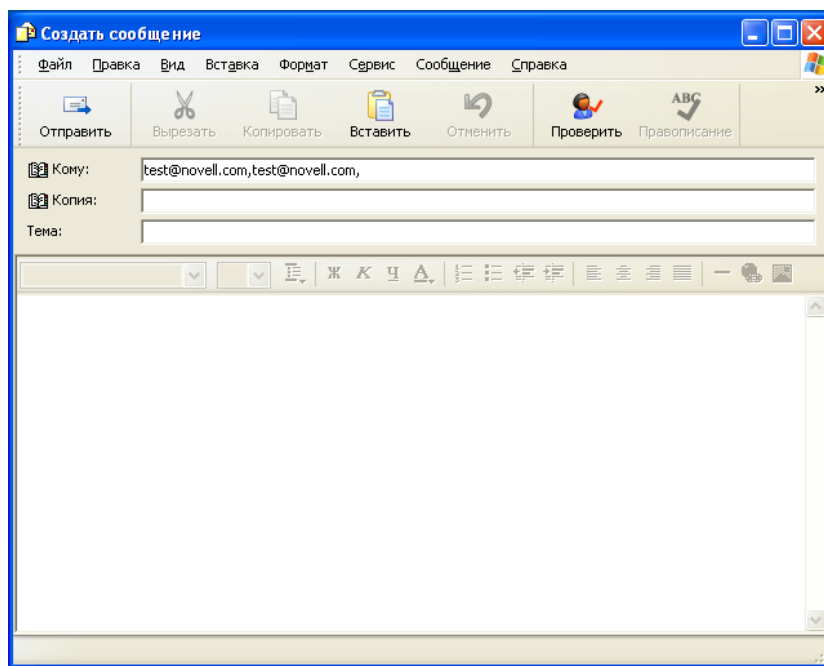 Создать сообщение
Файл Правка Вид Вставка Формат Сервис Сообщение Справка
Отправить Вырезать Копировать Вставить Отменить Проверить Правописание
Кому: test@novell.com,test@novell.com,
Копия:
Тема:
Ж К Ч А